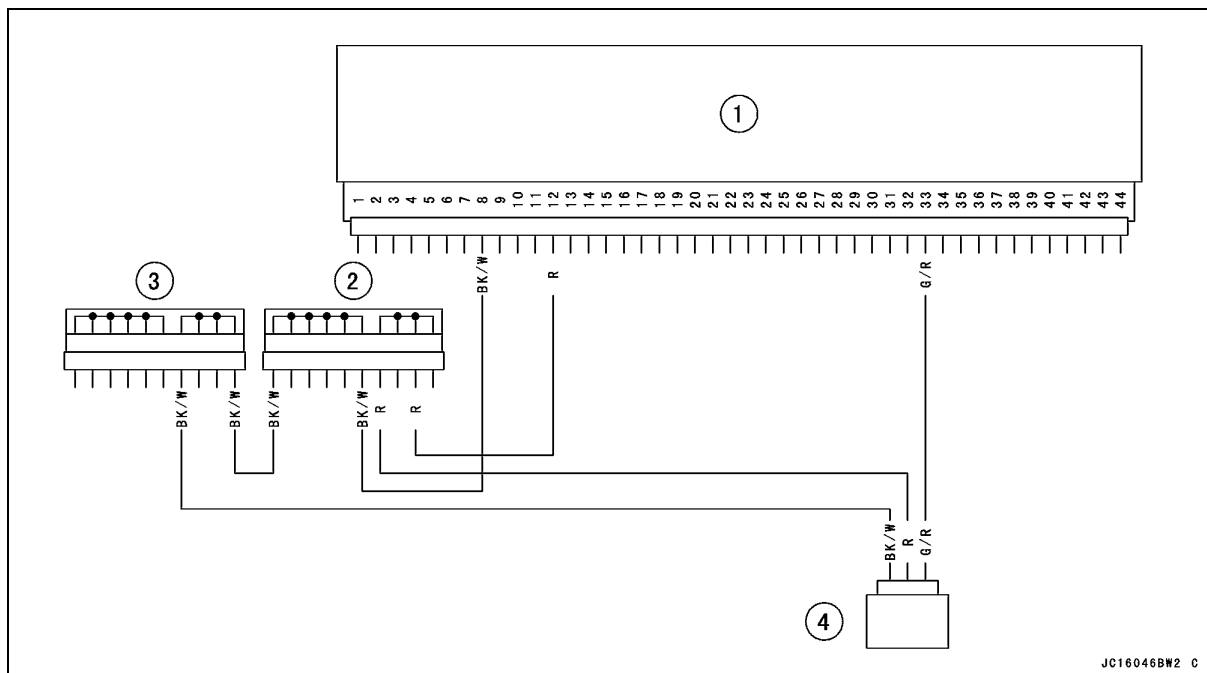 1
1 2 3 4 5 6 7 8 9 10 11 12 13 14 15 16 17 18 19 20 21 22 23 24 25 26 27 28 29 30 31 32 33 34 35 36 37 38 39 40 41 42 43 44
BK/W R G/R
3 2
BK/W BK/W BK/W BK/W R R
BK/W R G/R
4
JC16046BW2 C